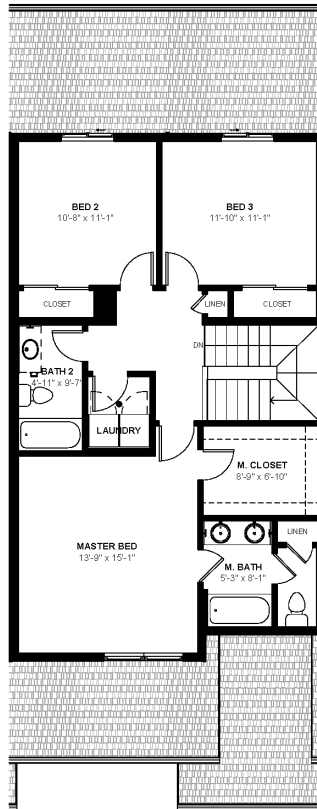 BED 2
10'-8" x 11'-1"
BED 3
11'-10" x 11'-1"
CLOSET
LINEN
CLOSET
DN
BATH 2
4'-11" x 9'-7"
LAUNDRY
M. CLOSET
8'-9" x 6'-10"
MASTER BED
13'-9" x 15'-1"
LINEN
M. BATH
5'-3" x 8'-1"